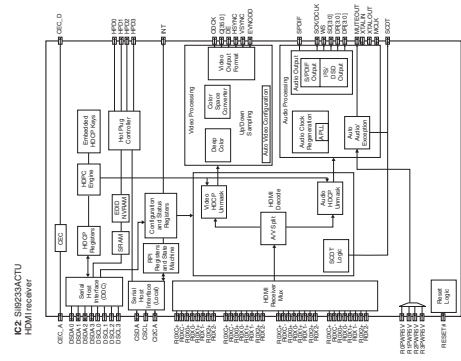 IC2: SII9233ACTU
HDMI receiver
CEC_A
CEC
CEC_D
DSDA0
DSDA1
DSDA2
DSDA3
DSCL0
DSCL1
DSCL2
DSCL3
Serial
Host
Interface
(DDC)
HDCP
Registers
HDPC
Engine
Embedded
HDCP Keys
EDID
SRAM
NVRAM
Hot Plug
Controller
HPD0
HPD1
HPD2
HPD3
CSDA
CSCL
CI2CA
Serial
Host
Interface
(Local)
RPI
Registers
and State
Machine
Configuration
and Status
Registers
INT
HDMI
Receiver
Mux
HDMI
Decode
A/V Split
Video
HDCP
Unmask
Audio
HDCP
Unmask
SCDT
Logic
Video Processing
Deep
Color
Color
Space
Converter
Up/Down
Sampling
Video
Output
Format
Auto Video Configuration
ODCK
Q[35:0]
DE
HSYNC
VSYNC
EVNODD
Audio Processing
Audio Clock
Regeneration
APLL
Audio Output
S/PDIF
Output
I²S/
DSD
Output
Auto
Audio
Exception
SPDIF
SCK/DCLK
WS
SD[3:0]
DL[3:0]
DR[3:0]
MUTEOUT
XTALIN
XTALOUT
MCLK
SCDT
R0PWR5V
R1PWR5V
R2PWR5V
R3PWR5V
RESET#
Reset
Logic